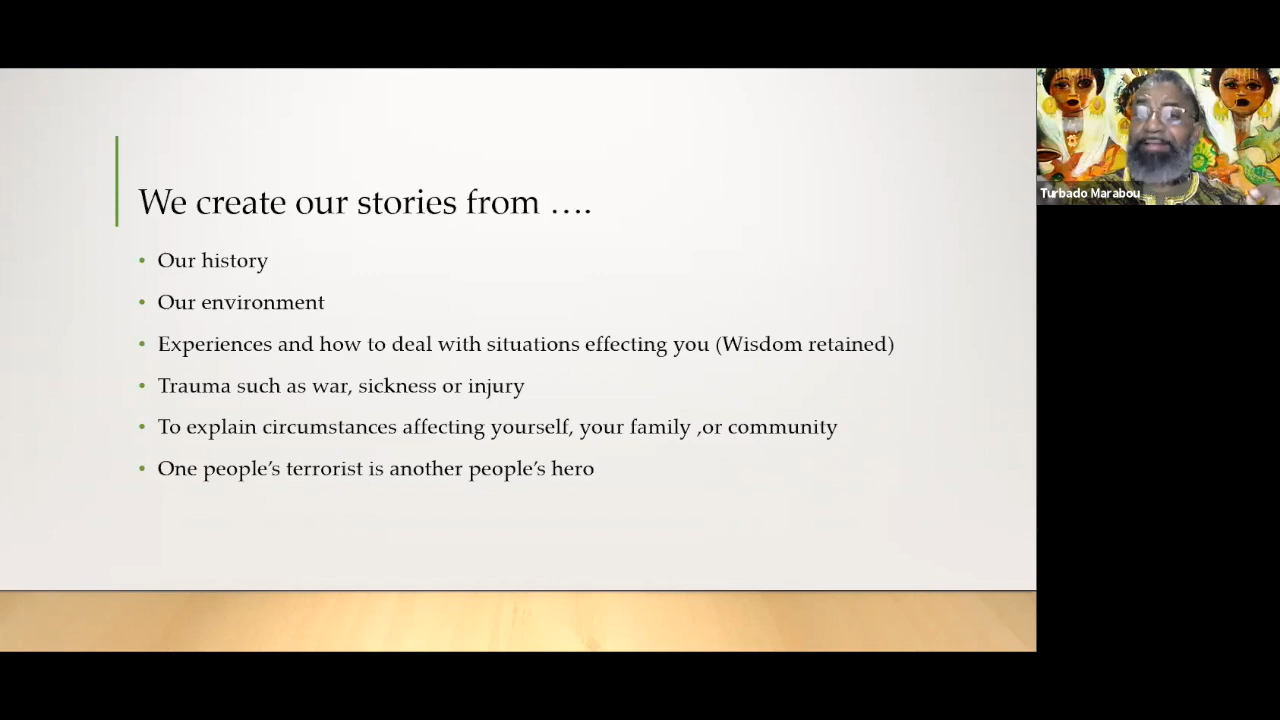 We create our stories from ….
• Our history
• Our environment
• Experiences and how to deal with situations effecting you (Wisdom retained)
• Trauma such as war, sickness or injury
• To explain circumstances affecting yourself, your family ,or community
• One people’s terrorist is another people’s hero
Turbado Marabou